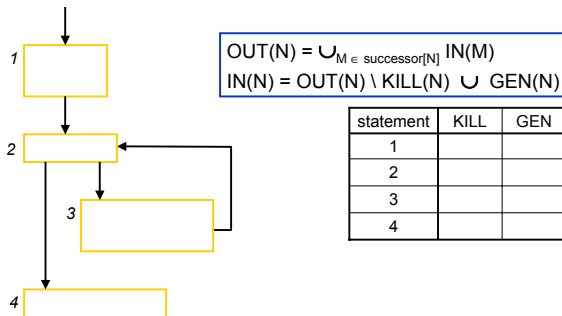 1
OUT(N) = ∪M ∈ successor[N] IN(M)
IN(N) = OUT(N) \ KILL(N) ∪ GEN(N)
statement KILL GEN
1
2
3
4
2
3
4